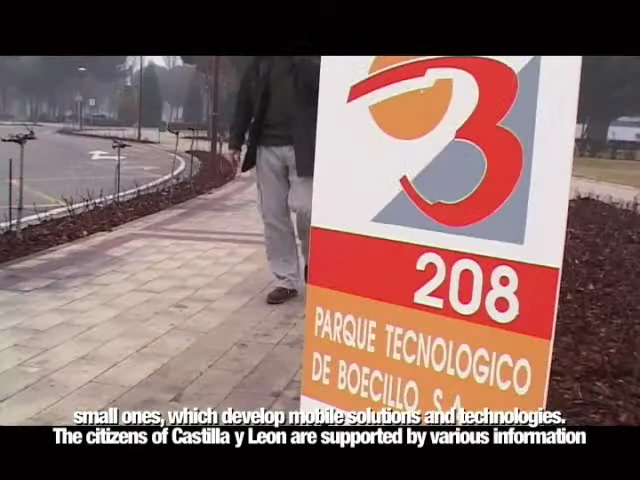 208
PARQUE TECNOLOGICO
DE BOECILLO, S.A.
small ones, which develop mobile solutions and technologies.
The citizens of Castilla y Leon are supported by various information